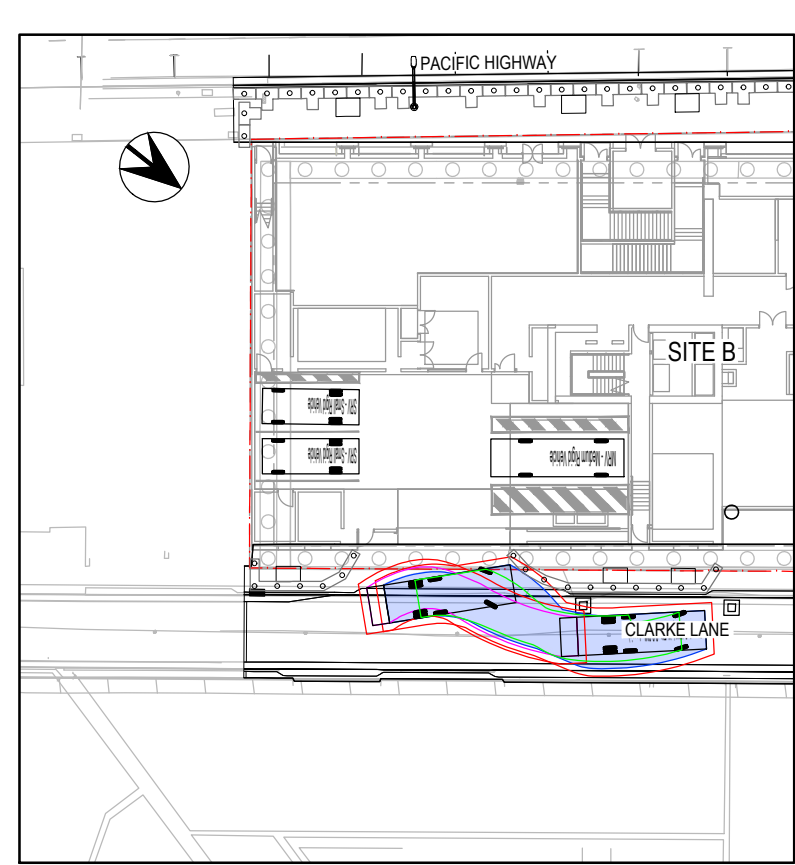 PACIFIC HIGHWAY
SITE B
SRV - Small Rigid Vehicle
SRV - Small Rigid Vehicle
MRV - Medium Rigid Vehicle
CLARKE LANE